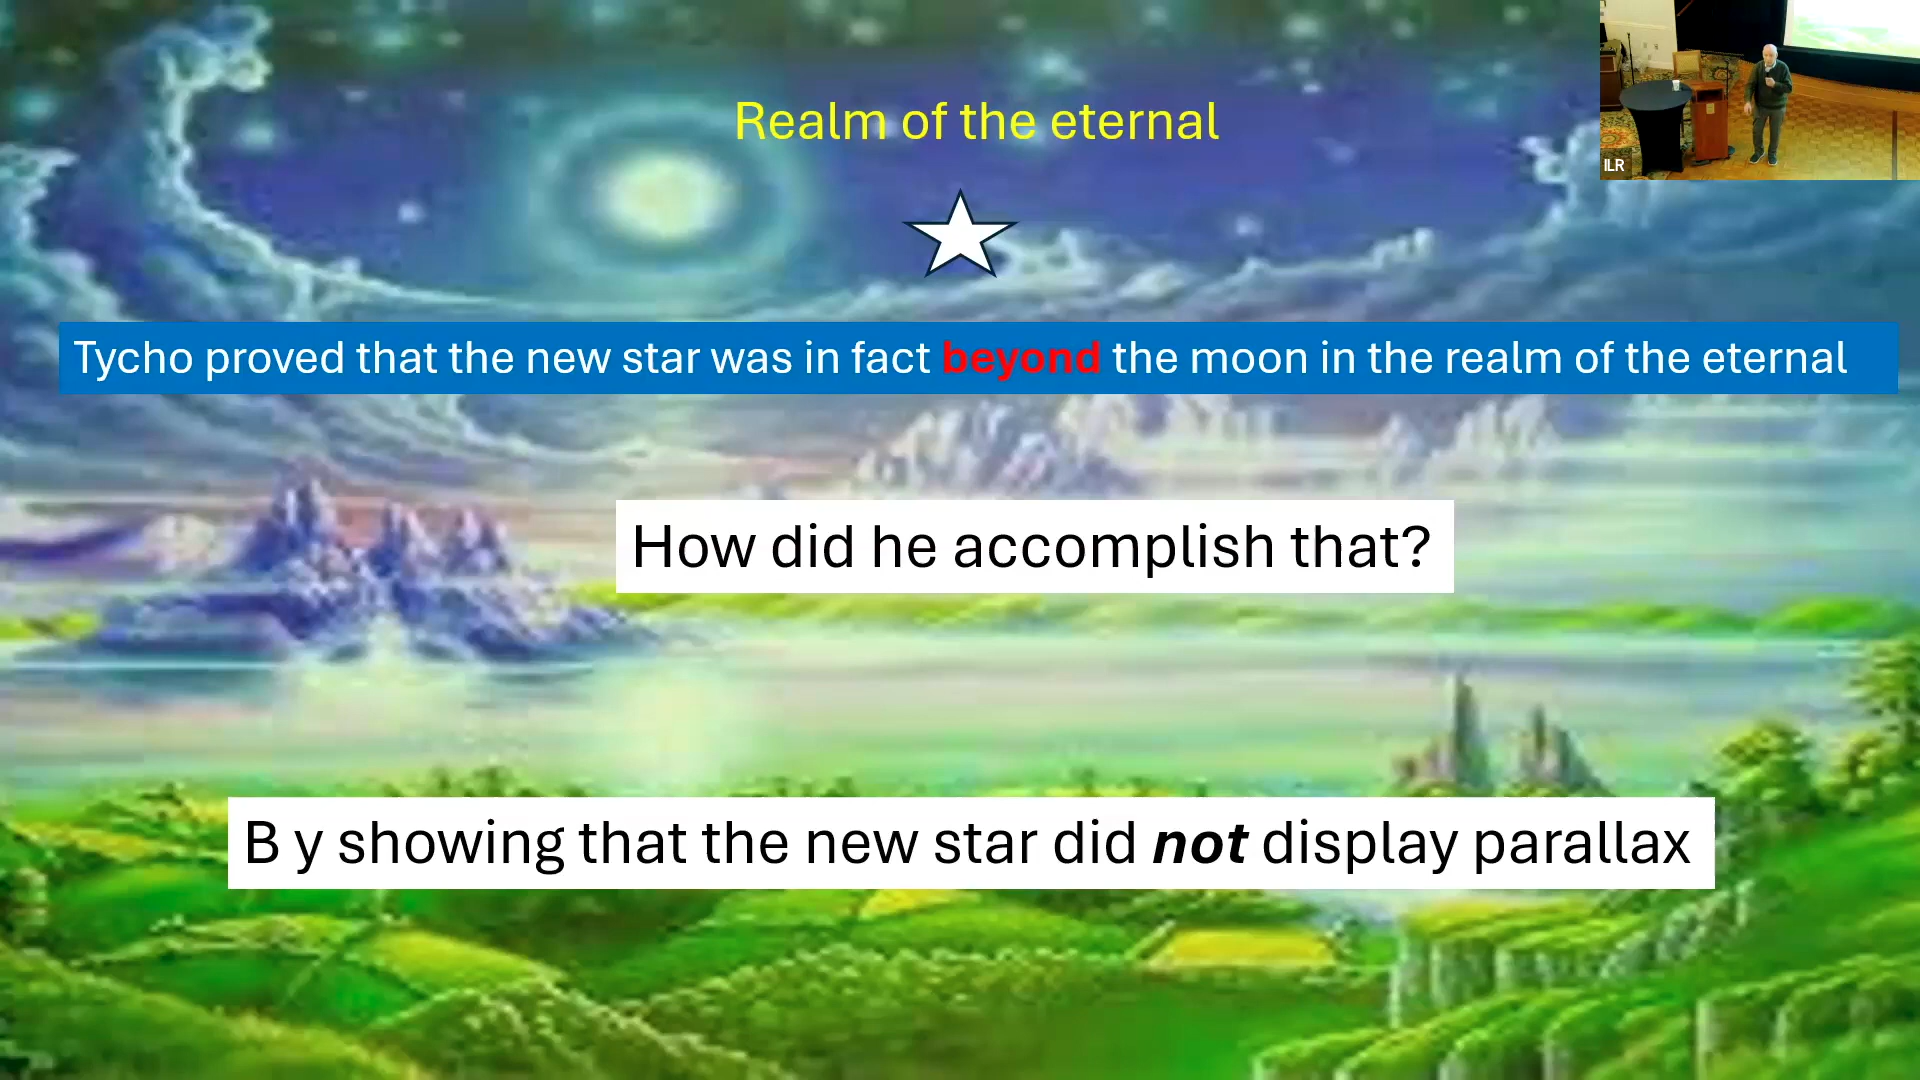 Realm of the eternal
ILR
Tycho proved that the new star was in fact beyond the moon in the realm of the eternal
How did he accomplish that?
B y showing that the new star did not display parallax